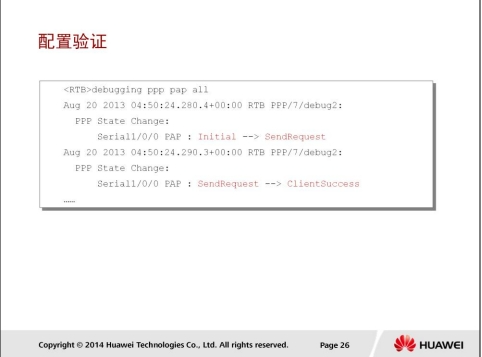 配置验证
<RTB>debugging ppp pap all
Aug 20 2013 04:50:24.280.4+00:00 RTB PPP/7/debug2:
PPP State Change:
Serial1/0/0 PAP : Initial --> SendRequest
Aug 20 2013 04:50:24.290.3+00:00 RTB PPP/7/debug2:
PPP State Change:
Serial1/0/0 PAP : SendRequest --> ClientSuccess
……
Copyright © 2014 Huawei Technologies Co., Ltd. All rights reserved.
Page 26
HUAWEI